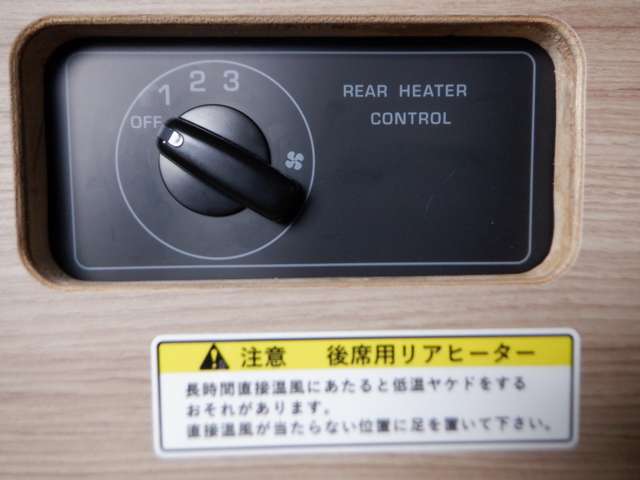 1 2 3
OFF
REAR HEATER
CONTROL
注意 後席用リアヒーター
長時間直接温風にあたると低温ヤケドをする
おそれがあります。
直接温風が当たらない位置に足を置いて下さい。